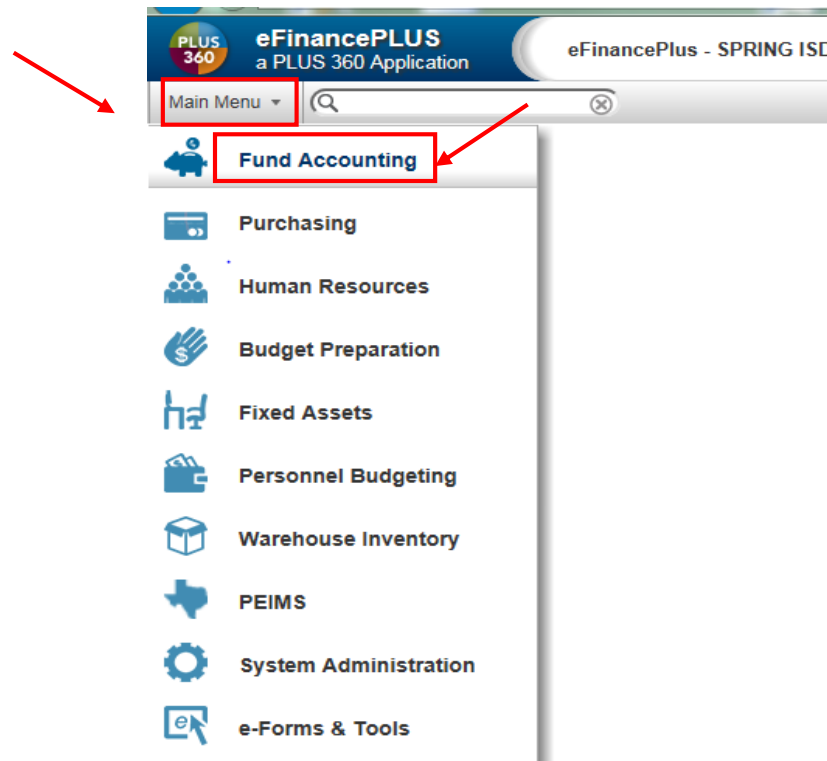 PLUS 360
eFinancePLUS
a PLUS 360 Application
eFinancePlus - SPRING ISD
Main Menu
Fund Accounting
Purchasing
Human Resources
$
Budget Preparation
Fixed Assets
Personnel Budgeting
Warehouse Inventory
PEIMS
System Administration
e
e-Forms & Tools